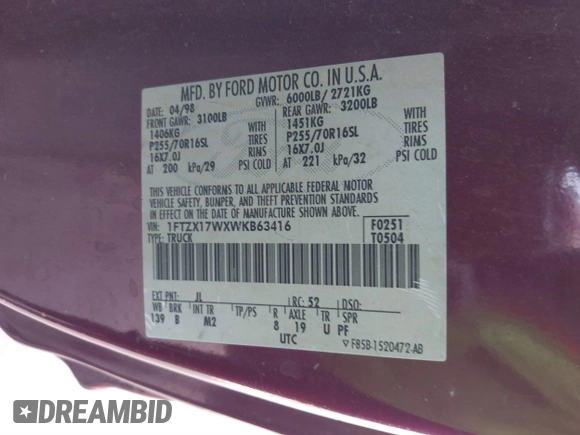 MFD. BY FORD MOTOR CO. IN U.S.A.
DATE: 04/98 GVWR: 6000LB/ 2721KG
FRONT GAWR: 3100LB REAR GAWR: 3200LB
1406KG WITH 1451KG WITH
P255/70R16SL TIRES P255/70R16SL TIRES
16X7.0J RIMS 16X7.0J RIMS
AT 200 kPa/29 PSI COLD AT 221 kPa/32 PSI COLD
THIS VEHICLE CONFORMS TO ALL APPLICABLE FEDERAL MOTOR
VEHICLE SAFETY, BUMPER, AND THEFT PREVENTION STANDARDS
IN EFFECT ON THE DATE OF MANUFACTURE SHOWN ABOVE.
VIN: 1FTZX17WXWKB63416 F0251
TYPE: TRUCK T0504
EXT PNT: JL RC: 52 DSO:
WB BRK INT TR TP/PS R AXLE TR SPR
139 B M2 8 19 U PF
UTC F85B-1520472-AB
DREAMBID